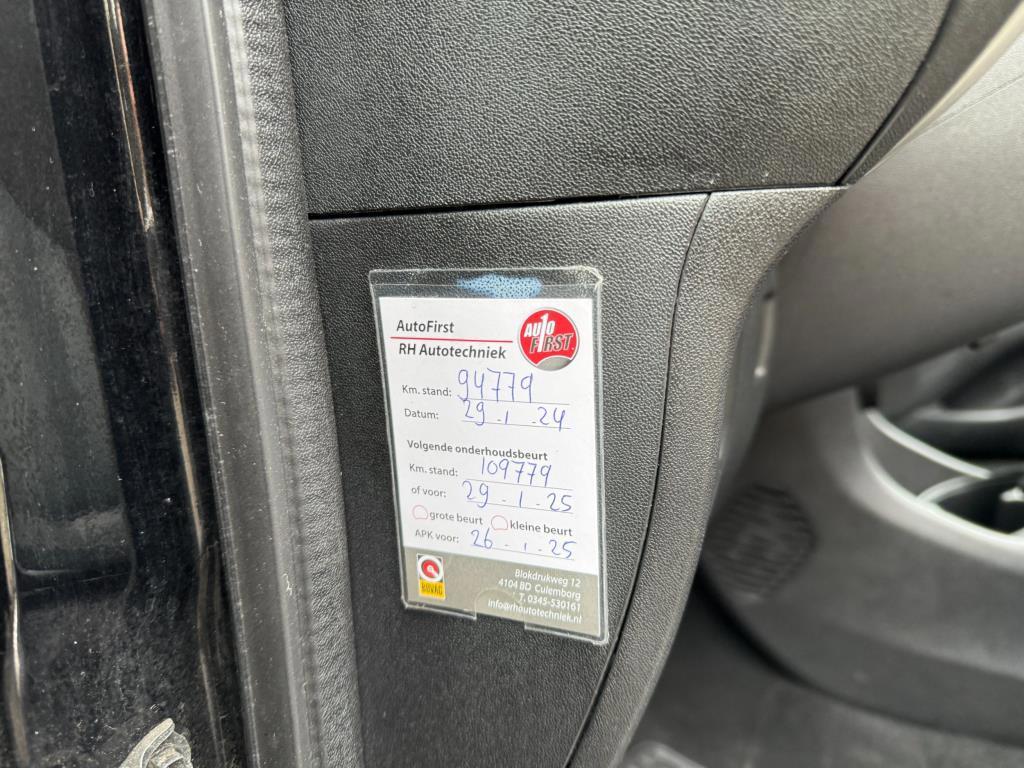 AutoFirst
RH Autotechniek
AUTO
FIRST
Km. stand: 94779
Datum: 29 . 1 . 24
Volgende onderhoudsbeurt
Km. stand: 109779
of voor: 29 . 1 . 25
grote beurt kleine beurt
APK voor: 26 . 1 . 25
BOVAG
Blokdrukweg 12
4104 BD Culemborg
T. 0345-530161
info@rhautotechniek.nl